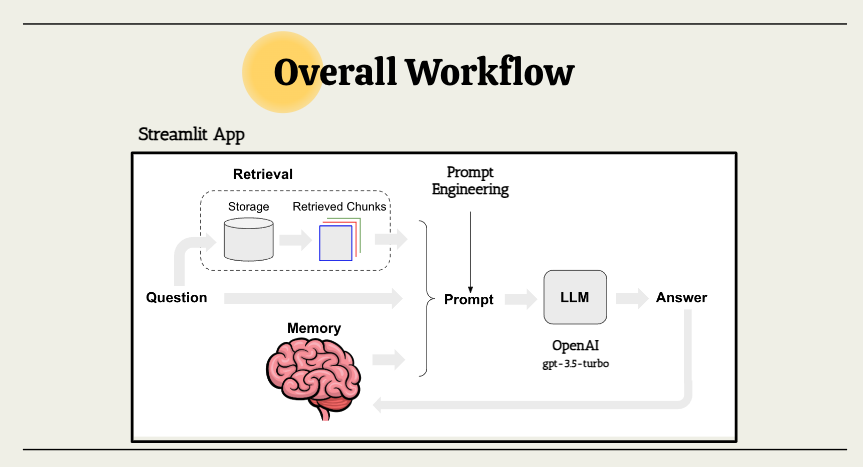 Overall Workflow
Streamlit App
Retrieval
Storage
Retrieved Chunks
Prompt
Engineering
Question
Prompt
LLM
Answer
Memory
OpenAI
gpt-3.5-turbo